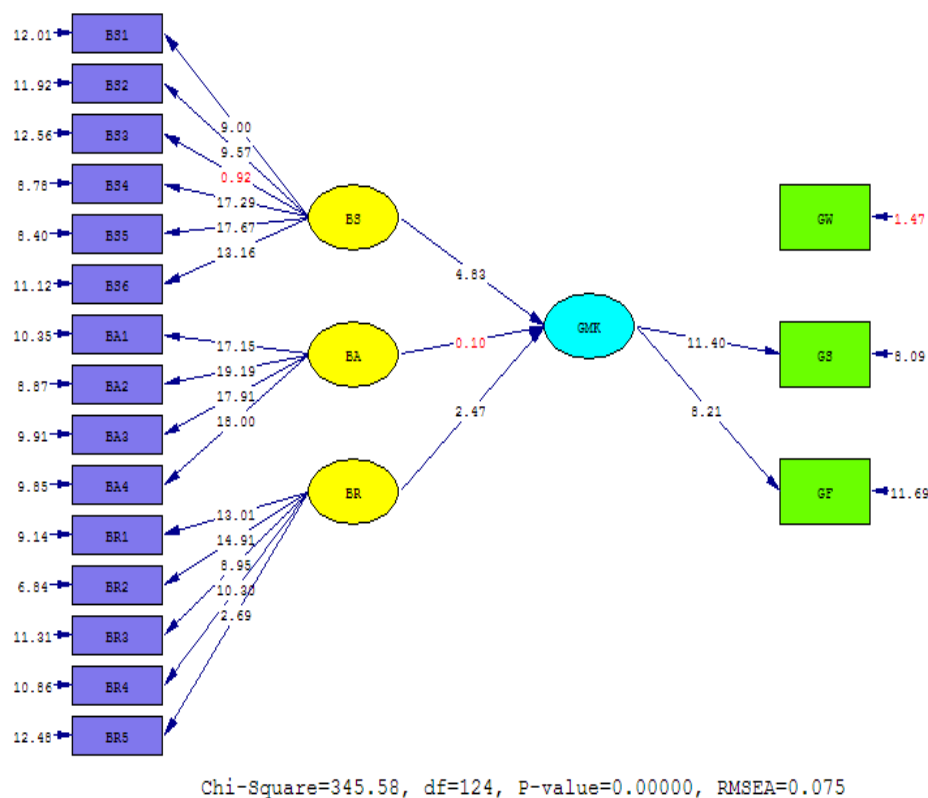 12.01 BS1
11.92 BS2
12.56 BS3
8.78 BS4
8.40 BS5
11.12 BS6
10.35 BA1
8.87 BA2
9.91 BA3
9.85 BA4
9.14 BR1
6.84 BR2
11.31 BR3
10.86 BR4
12.48 BR5
9.00
9.57
0.92
17.29
17.67
13.16
17.15
19.19
17.91
18.00
13.01
14.91
8.95
10.30
2.69
BS
BA
BR
4.83
0.10
2.47
GMK
11.40
8.21
GW 1.47
GS 8.09
GF 11.69
Chi-Square=345.58, df=124, P-value=0.00000, RMSEA=0.075